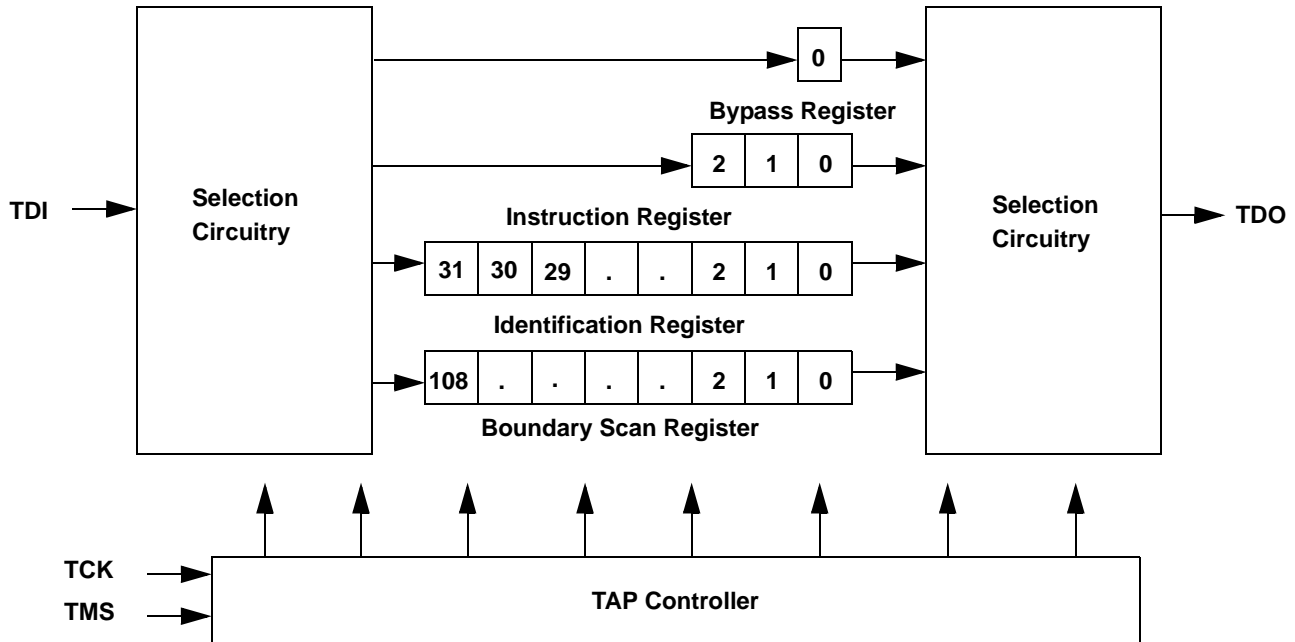 0
Bypass Register
2 1 0
TDI
Selection
Circuitry
Selection
Circuitry
TDO
Instruction Register
31 30 29 . . 2 1 0
Identification Register
108 . . . . 2 1 0
Boundary Scan Register
TCK
TMS
TAP Controller